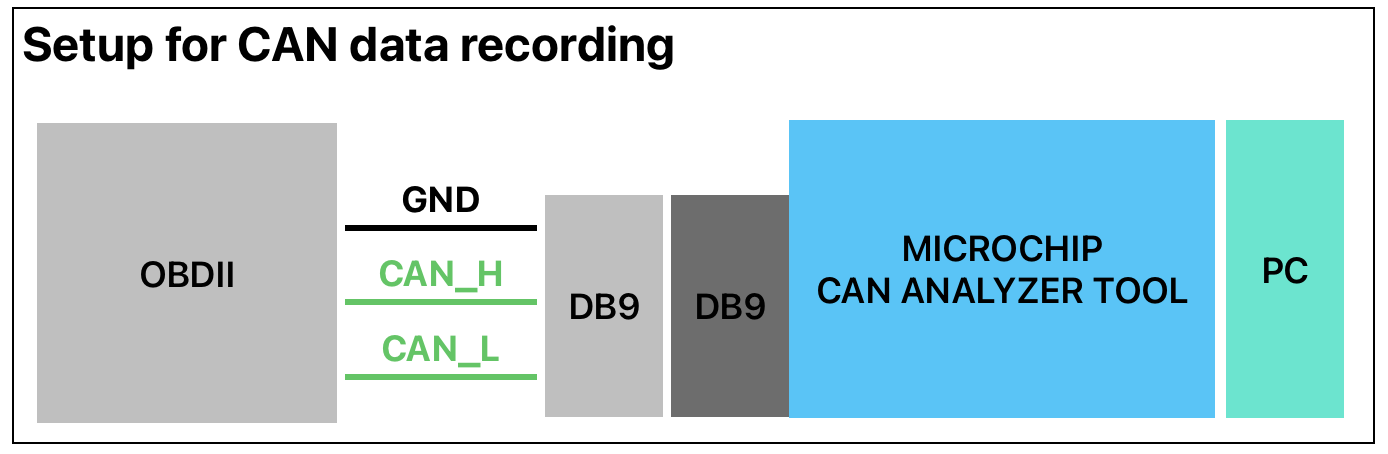 Setup for CAN data recording
GND
OBDII
CAN_H
CAN_L
DB9
DB9
MICROCHIP
CAN ANALYZER TOOL
PC